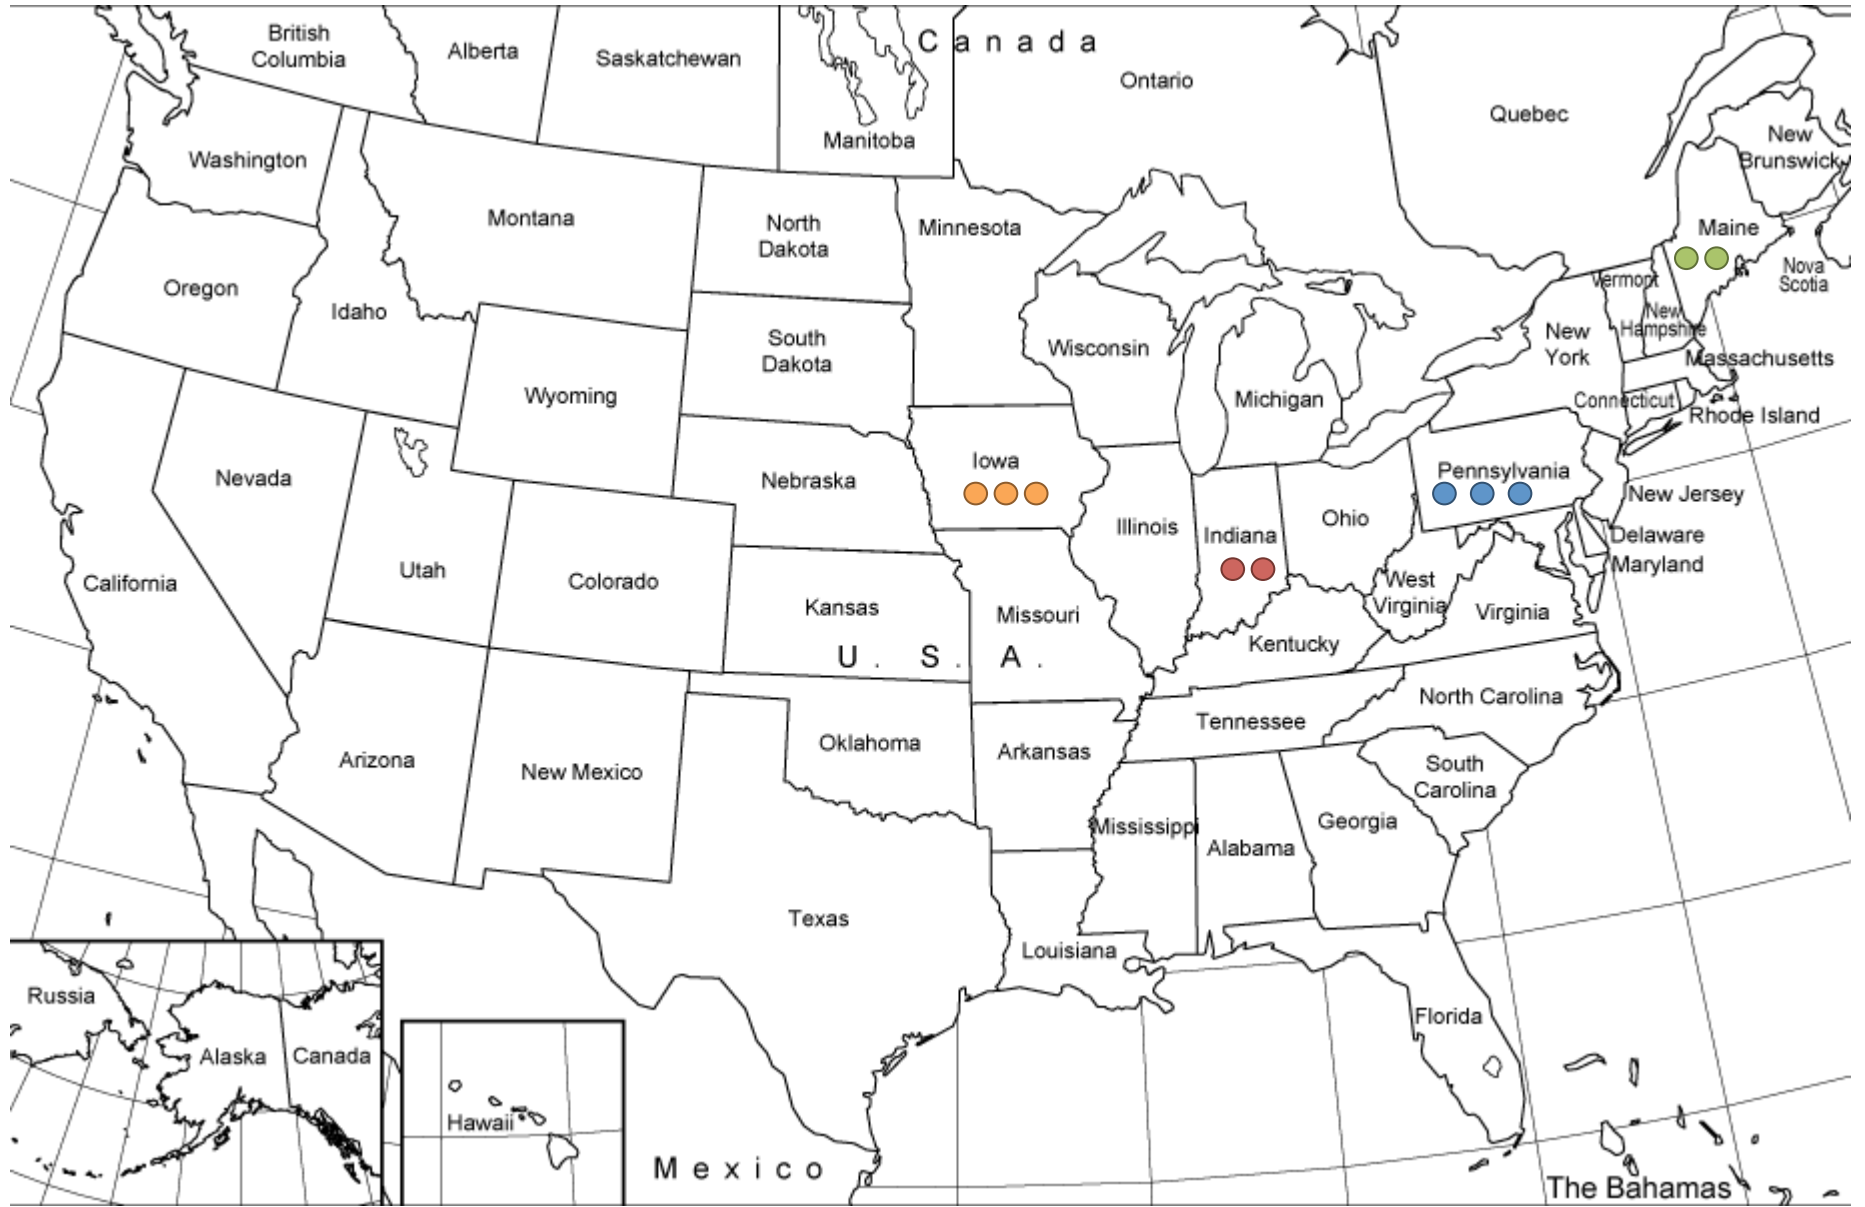 British
Columbia
Alberta
Saskatchewan
Manitoba
Canada
Ontario
Quebec
New
Brunswick
Nova
Scotia
Washington
Montana
North
Dakota
Minnesota
Maine
Oregon
Idaho
South
Dakota
Wisconsin
Michigan
Vermont
New
Hampshire
New
York
Massachusetts
Connecticut
Rhode Island
Wyoming
Nevada
Nebraska
Iowa
Illinois
Indiana
Ohio
Pennsylvania
New Jersey
Delaware
Maryland
California
Utah
Colorado
Kansas
Missouri
West
Virginia
Virginia
Kentucky
U. S. A.
Arizona
New Mexico
Oklahoma
Arkansas
Tennessee
North Carolina
South
Carolina
Mississippi
Alabama
Georgia
Texas
Louisiana
Florida
Russia
Alaska
Canada
Hawaii
Mexico
The Bahamas